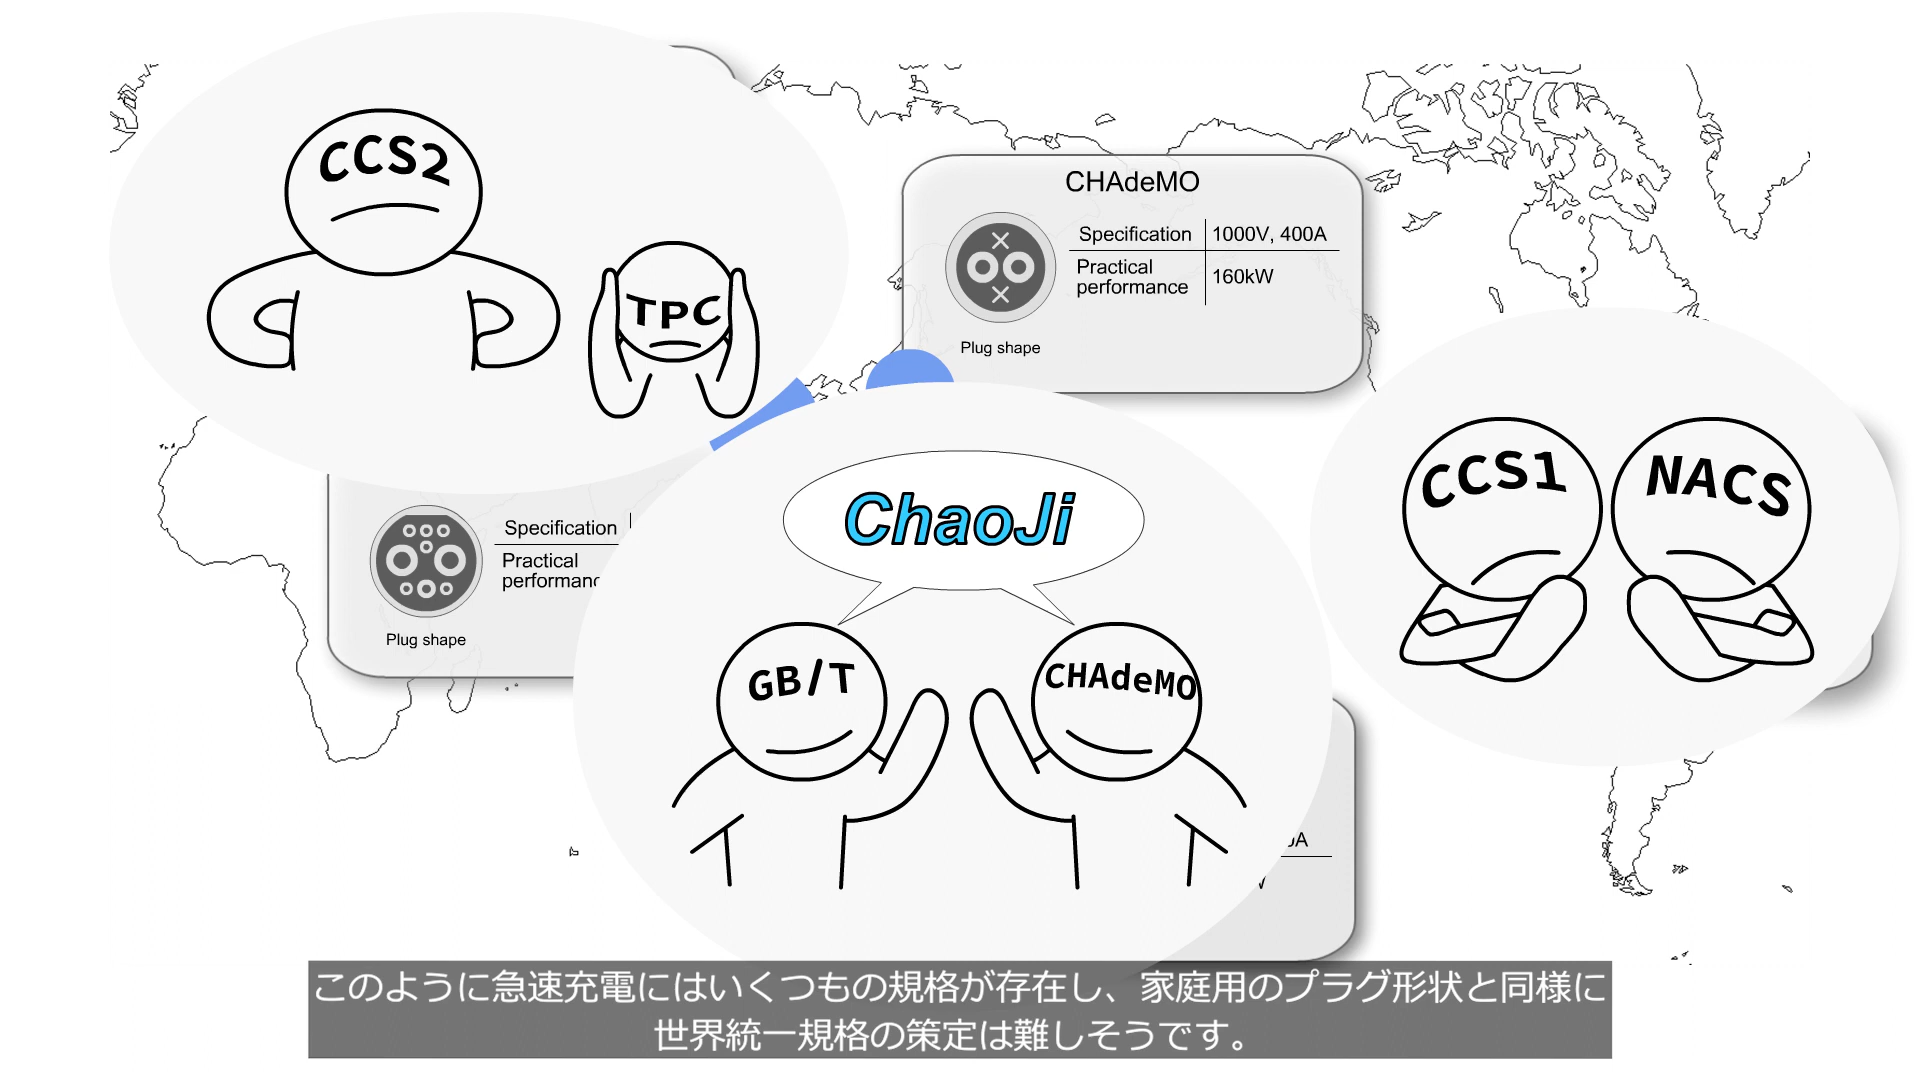 CCS2
TPC
CHAdeMO
Specification 1000V, 400A
Practical
performance
160kW
Plug shape
CCS1
NACS
Specification
Practical
Plug shape
ChaoJi
GB/T
CHAdeMO
このように急速充電にはいくつもの規格が存在し、家庭用のプラグ形状と同様に
世界統一規格の策定は難しそうです。